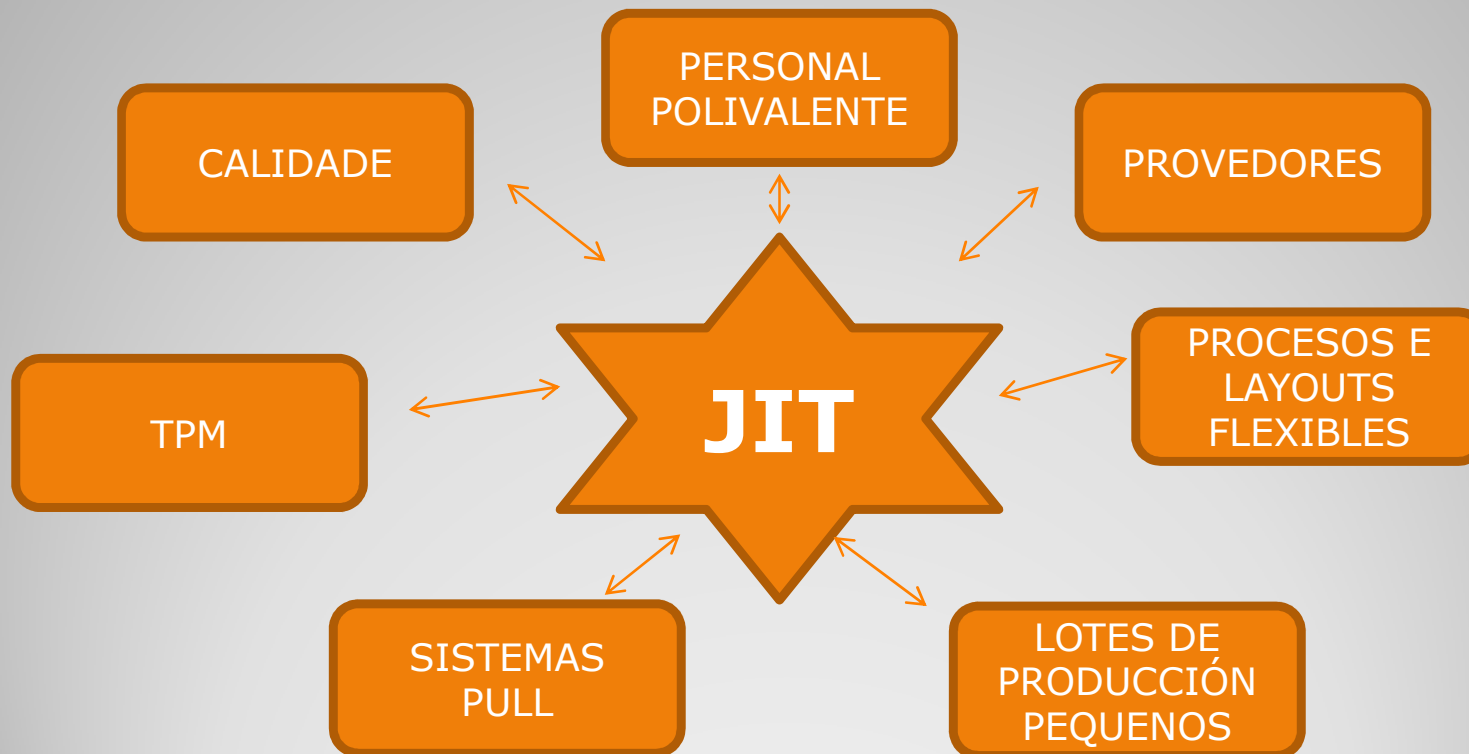 PERSONAL
POLIVALENTE
CALIDADE
PROVEDORES
PROCESOS E
LAYOUTS
FLEXIBLES
JIT
TPM
SISTEMAS
PULL
LOTES DE
PRODUCCIÓN
PEQUENOS